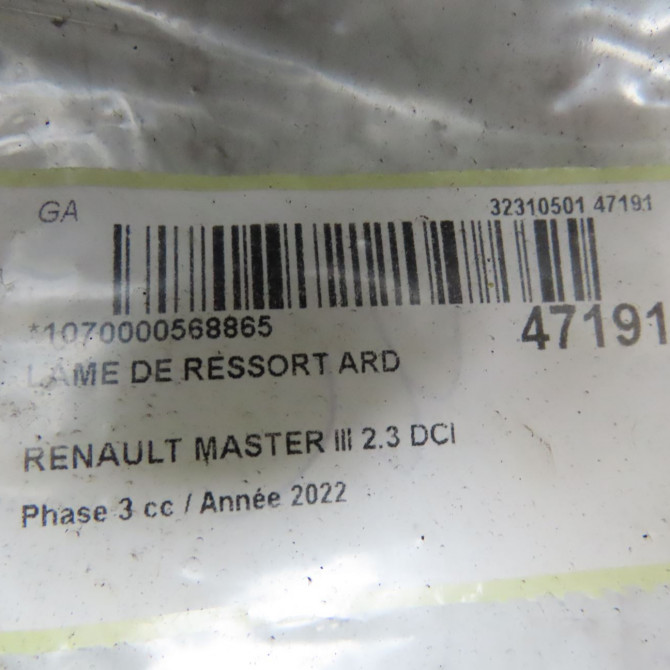 GA
32310501 47191
*1070000568865
47191
LAME DE RESSORT ARD
RENAULT MASTER III 2.3 DCI
Phase 3 cc / Année 2022